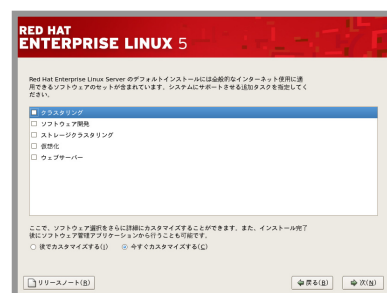 RED HAT
ENTERPRISE LINUX 5
Red Hat Enterprise Linux Server のデフォルトインストールには全般的なインターネット使用に適
用できるソフトウェアのセットが含まれています。システムにサポートさせる追加タスクを指定してく
ださい。
クラスタリング
ソフトウェア開発
ストレージクラスタリング
仮想化
ウェブサーバー
ここで、ソフトウェア選択をさらに詳細にカスタマイズすることができます。また、インストール完了
後にソフトウェア管理アプリケーションから行うことも可能です。
後でカスタマイズする(l) 今すぐカスタマイズする(C)
リリースノート(R) 戻る(B) 次(N)